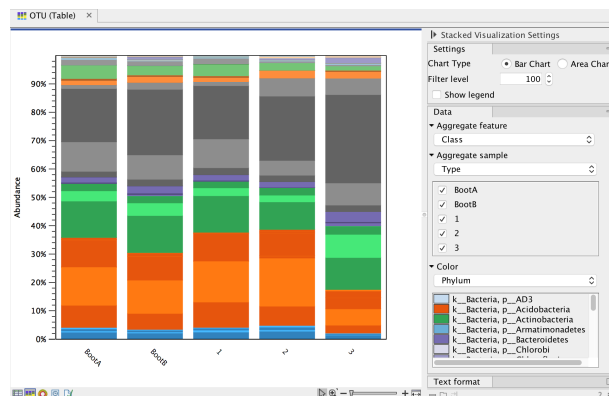 OTU (Table) ×
Stacked Visualization Settings
Settings
Chart Type Bar Chart Area Char
Filter level 100
Show legend
Data
Aggregate feature
Class
Aggregate sample
Type
BootA
BootB
1
2
3
Color
Phylum
k__Bacteria, p__AD3
k__Bacteria, p__Acidobacteria
k__Bacteria, p__Actinobacteria
k__Bacteria, p__Armatimonadetes
k__Bacteria, p__Bacteroidetes
k__Bacteria, p__Chlorobi
Text format
Abundance
90%
80%
70%
60%
50%
40%
30%
20%
10%
0%
BootA
BootB
1
2
3